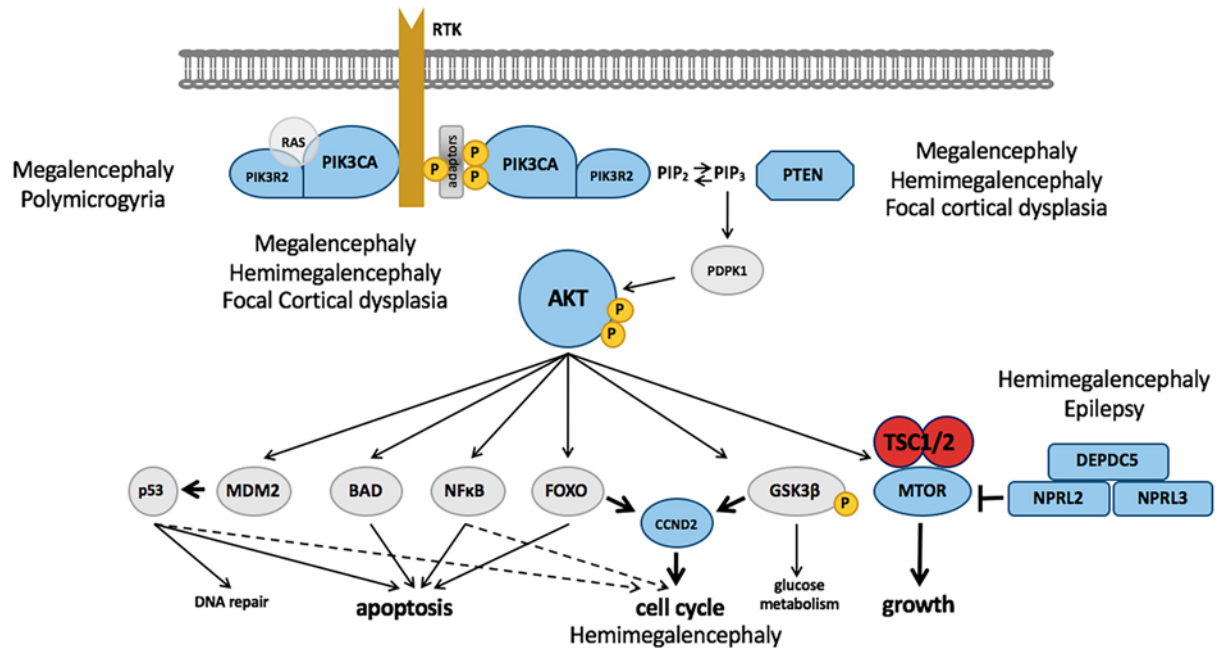 RTK
RAS
PIK3R2
PIK3CA
P
adaptors
P
P
PIK3CA
PIK3R2
PIP2
PIP3
PTEN
Megalencephaly
Polymicrogyria
Megalencephaly
Hemimegalencephaly
Focal cortical dysplasia
Megalencephaly
Hemimegalencephaly
Focal Cortical dysplasia
PDPK1
AKT
P
P
Hemimegalencephaly
Epilepsy
TSC1/2
DEPDC5
p53
MDM2
BAD
NFκB
FOXO
CCND2
GSK3β
P
MTOR
NPRL2
NPRL3
DNA repair
apoptosis
cell cycle
Hemimegalencephaly
glucose
metabolism
growth